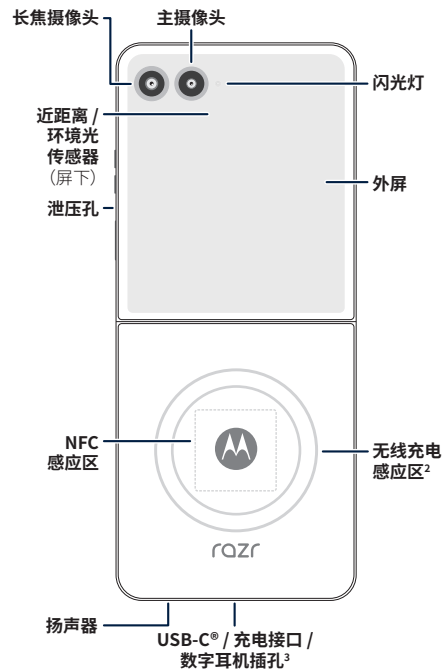 长焦摄像头
主摄像头
闪光灯
近距离 /
环境光
传感器
（屏下）
外屏
泄压孔
NFC
感应区
无线充电
感应区²
razr
扬声器
USB-C® / 充电接口 /
数字耳机插孔³